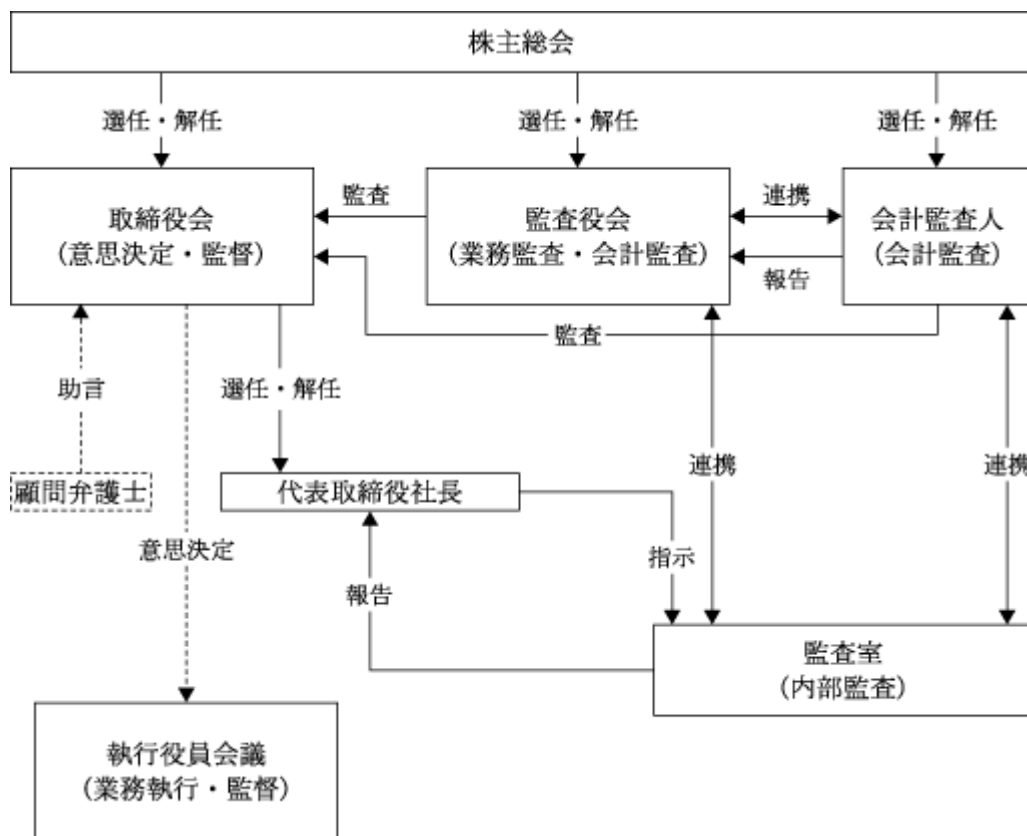 株主総会
選任・解任
選任・解任
選任・解任
取締役会
(意思決定・監督)
監査
監査役会
(業務監査・会計監査)
連携
報告
会計監査人
(会計監査)
監査
助言
選任・解任
顧問弁護士
代表取締役社長
連携
連携
意思決定
指示
報告
監査室
(内部監査)
執行役員会議
(業務執行・監督)